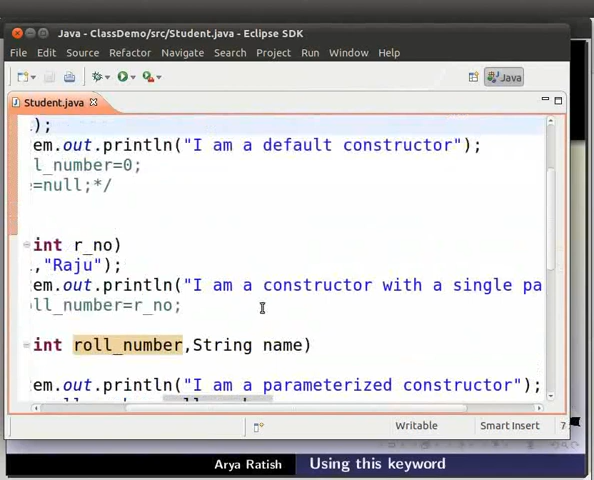 Java - ClassDemo/src/Student.java - Eclipse SDK
File Edit Source Refactor Navigate Search Project Run Window Help
Java
Student.java
);
em.out.println("I am a default constructor");
ll_number=0;
=null;*/
int r_no)
,"Raju");
em.out.println("I am a constructor with a single pa
oll_number=r_no;
int roll_number,String name)
em.out.println("I am a parameterized constructor");
Writable Smart Insert 7
Arya Ratish Using this keyword